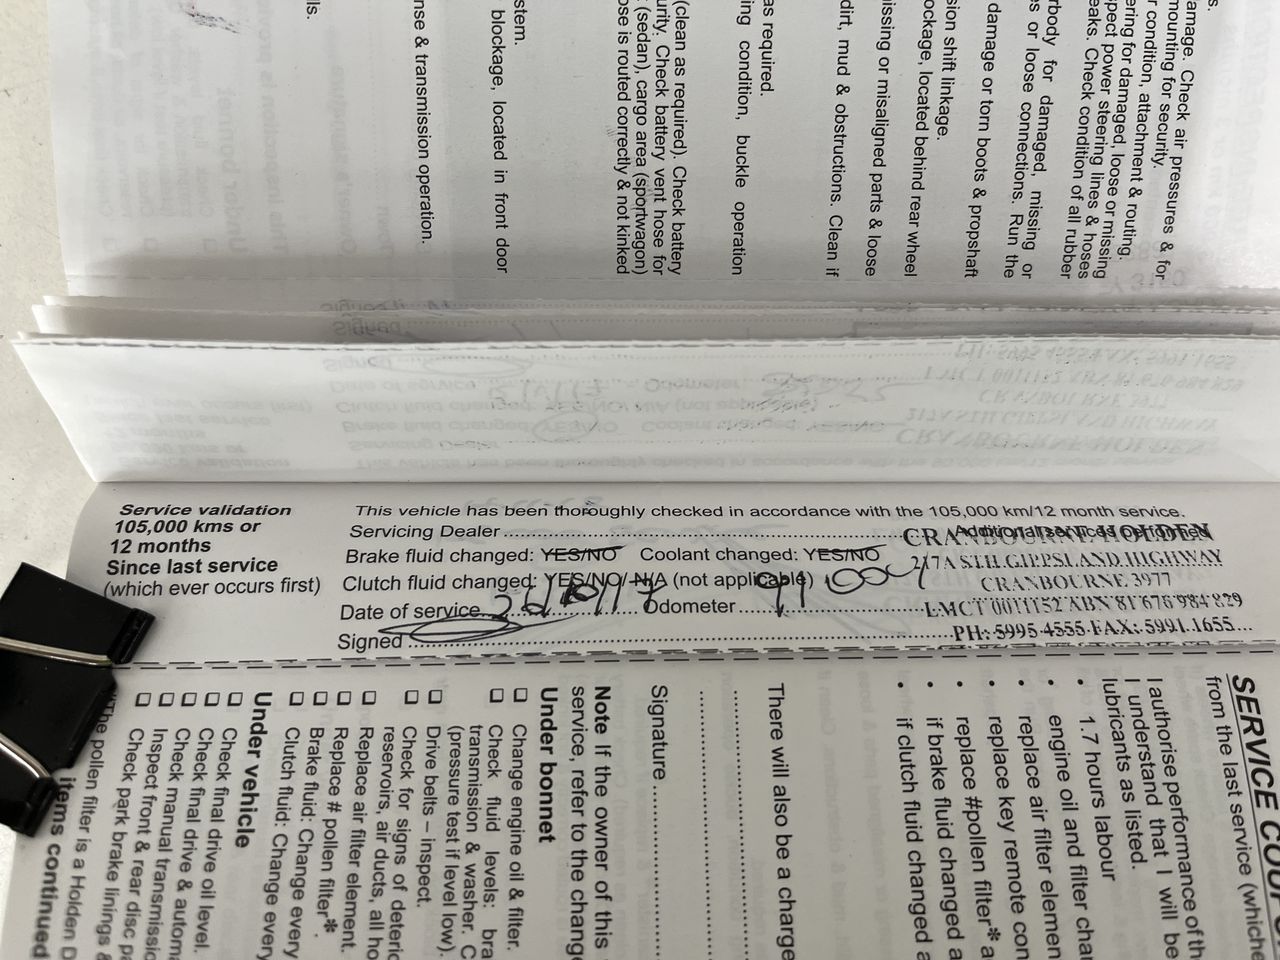 Service validation
105,000 kms or
12 months
Since last service
(which ever occurs first)
This vehicle has been thoroughly checked in accordance with the 105,000 km/12 month service.
Servicing Dealer
CRANBOURNE HOLDEN
Brake fluid changed: YES/NO Coolant changed: YES/NO
217A STH GIPPSLAND HIGHWAY
Clutch fluid changed: YES/NO/ N/A (not applicable)
CRANBOURNE 3977
Date of service Odometer
LMCT 0011152 ABN 81 676 984 829
Signed
PH: 5995 4555 FAX: 5991 1655
amage. Check air pressures & for
mounting for security.
r condition, attachment & routing.
ering for damaged, loose or missing
spect power steering lines & hoses
eaks. Check condition of all rubber
rbody for damaged, missing or
es or loose connections. Run the
damage or torn boots & propshaft
sion shift linkage.
ockage, located behind rear wheel
issing or misaligned parts & loose
dirt, mud & obstructions. Clean if
as required.
ing condition, buckle operation
(clean as required). Check battery
urity. Check battery vent hose for
(sedan), cargo area (sportwagon)
ose is routed correctly & not kinked
stem.
blockage, located in front door
nse & transmission operation.
lls.
SERVICE COUP
from the last service (whiche
I authorise performance of th
I understand that I will be
lubricants as listed.
• 1.7 hours labour
• engine oil and filter cha
• replace air filter elemen
• replace key remote con
• replace #pollen filter* a
• if brake fluid changed a
• if clutch fluid changed a
There will also be a charge
Signature
Note If the owner of this
service, refer to the chang
Under bonnet
Change engine oil & filter.
Check fluid levels: bra
transmission & washer. C
(pressure test if level low)
Drive belts – inspect.
Check for signs of deteric
reservoirs, air ducts, all ho
Replace air filter element.
Replace # pollen filter*.
Brake fluid: Change every
Clutch fluid: Change every
Under vehicle
Check final drive oil level.
Check final drive & automa
Check manual transmissio
Inspect front & rear disc pa
Check park brake linings &
*The pollen filter is a Holden D
items continued